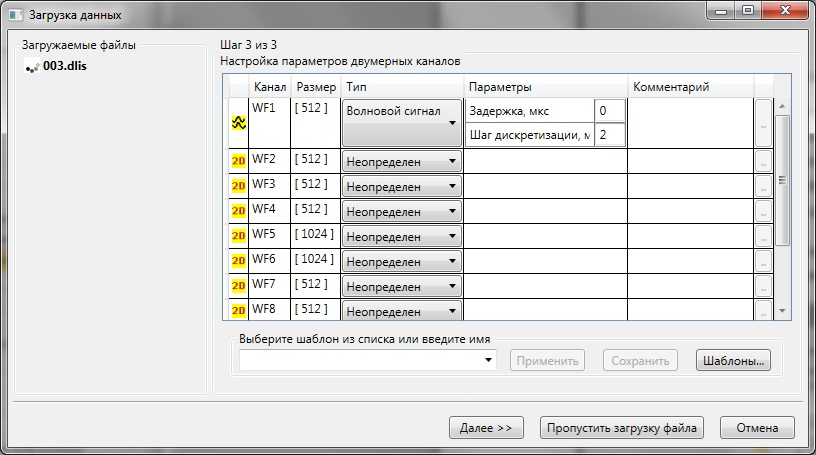 Загрузка данных
Загружаемые файлы
003.dlis
Шаг 3 из 3
Настройка параметров двумерных каналов
Канал Размер Тип Параметры Комментарий
WF1 [ 512 ] Волновой сигнал Задержка, мкс 0
Шаг дискретизации, м 2
..
2D WF2 [ 512 ] Неопределен ..
2D WF3 [ 512 ] Неопределен ..
2D WF4 [ 512 ] Неопределен ..
2D WF5 [ 1024 ] Неопределен ..
2D WF6 [ 1024 ] Неопределен ..
2D WF7 [ 512 ] Неопределен ..
2D WF8 [ 512 ] Неопределен ..
Выберите шаблон из списка или введите имя
Применить Сохранить Шаблоны...
Далее >> Пропустить загрузку файла Отмена